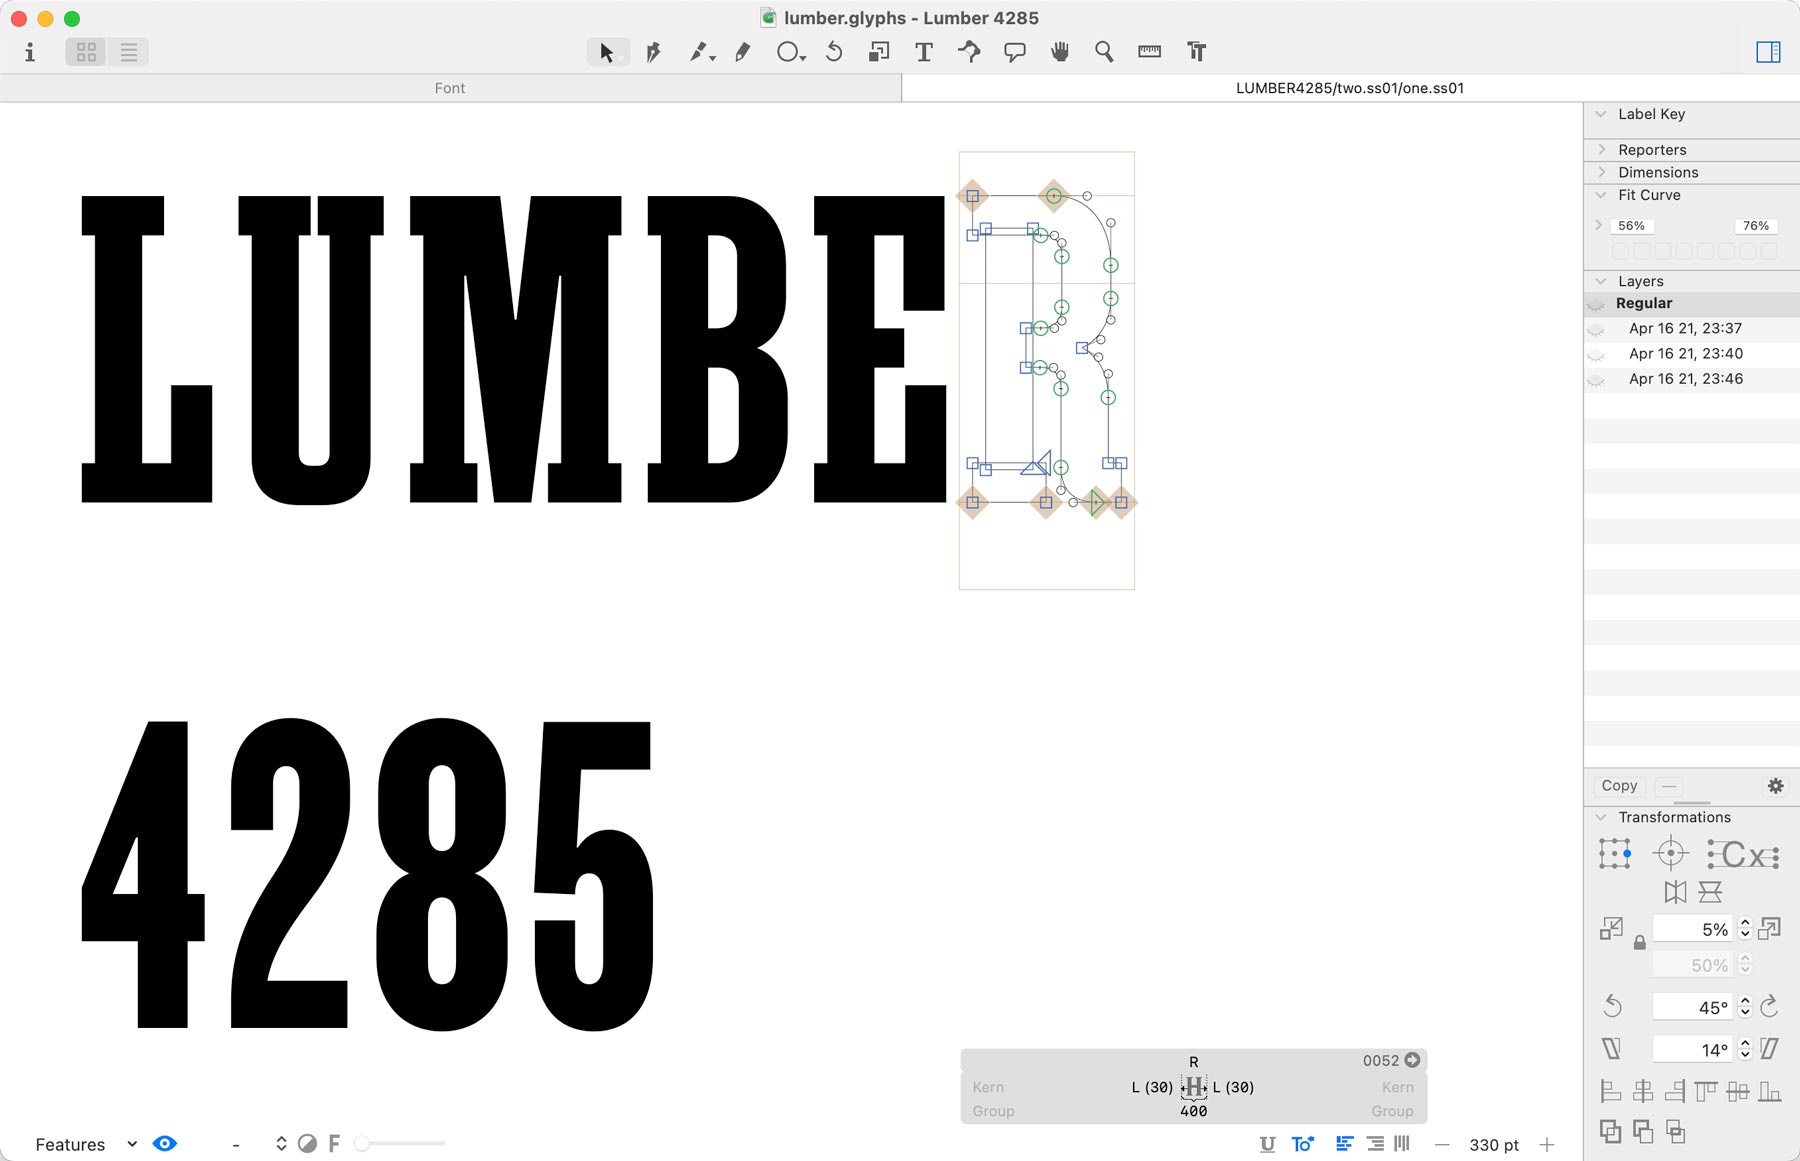 lumber.glyphs - Lumber 4285
Font
LUMBER4285/two.ss01/one.ss01
LUMBER
4285
Label Key
Reporters
Dimensions
Fit Curve
56% 76%
Layers
Regular
Apr 16 21, 23:37
Apr 16 21, 23:40
Apr 16 21, 23:46
Copy
Transformations
5%
50%
45°
14°
R 0052
Kern L (30) H L (30) Kern
Group 400 Group
Features - F
330 pt